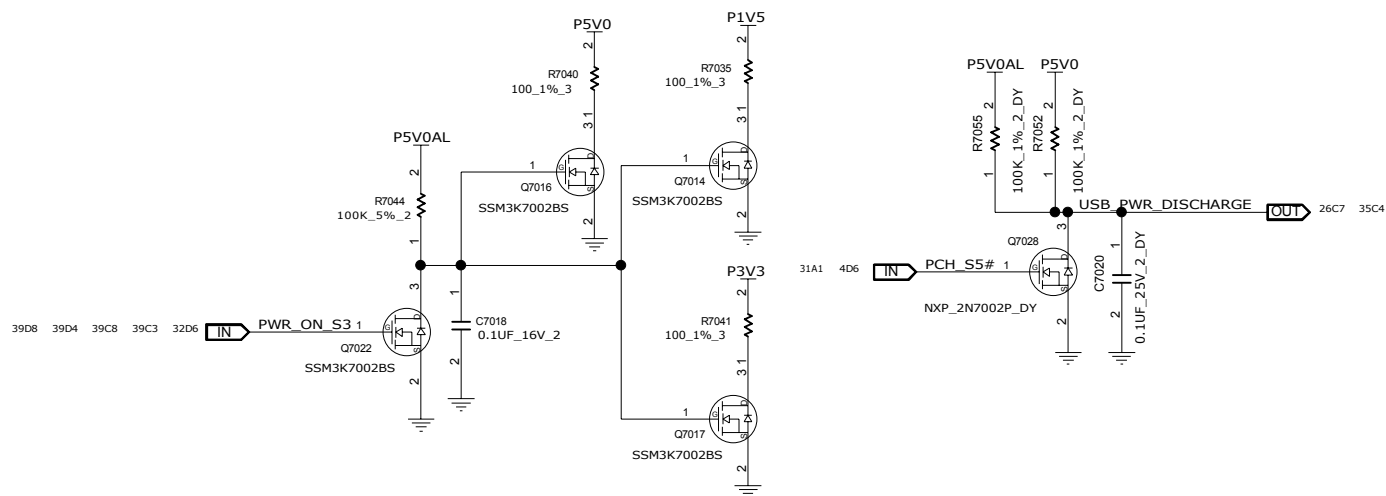 P5V0
2
R7040
100_1%_3
3 1
D
G
S
1
Q7016
SSM3K7002BS
2
P1V5
2
R7035
100_1%_3
3 1
D
G
S
1
Q7014
SSM3K7002BS
2
P5V0AL
2
R7044
100K_5%_2
1
3
D
G
S
39D8 39D4 39C8 39C3 32D6 IN PWR_ON_S3 1
Q7022
SSM3K7002BS
2
1
C7018
0.1UF_16V_2
2
P3V3
2
R7041
100_1%_3
3 1
D
G
S
1
Q7017
SSM3K7002BS
2
P5V0AL P5V0
2
R7055
100K_1%_2_DY
1
2
R7052
100K_1%_2_DY
1
USB_PWR_DISCHARGE OUT 26C7 35C4
3
Q7028
D
G
S
31A1 4D6 IN PCH_S5# 1
NXP_2N7002P_DY
2
1
C7020
0.1UF_25V_2_DY
2